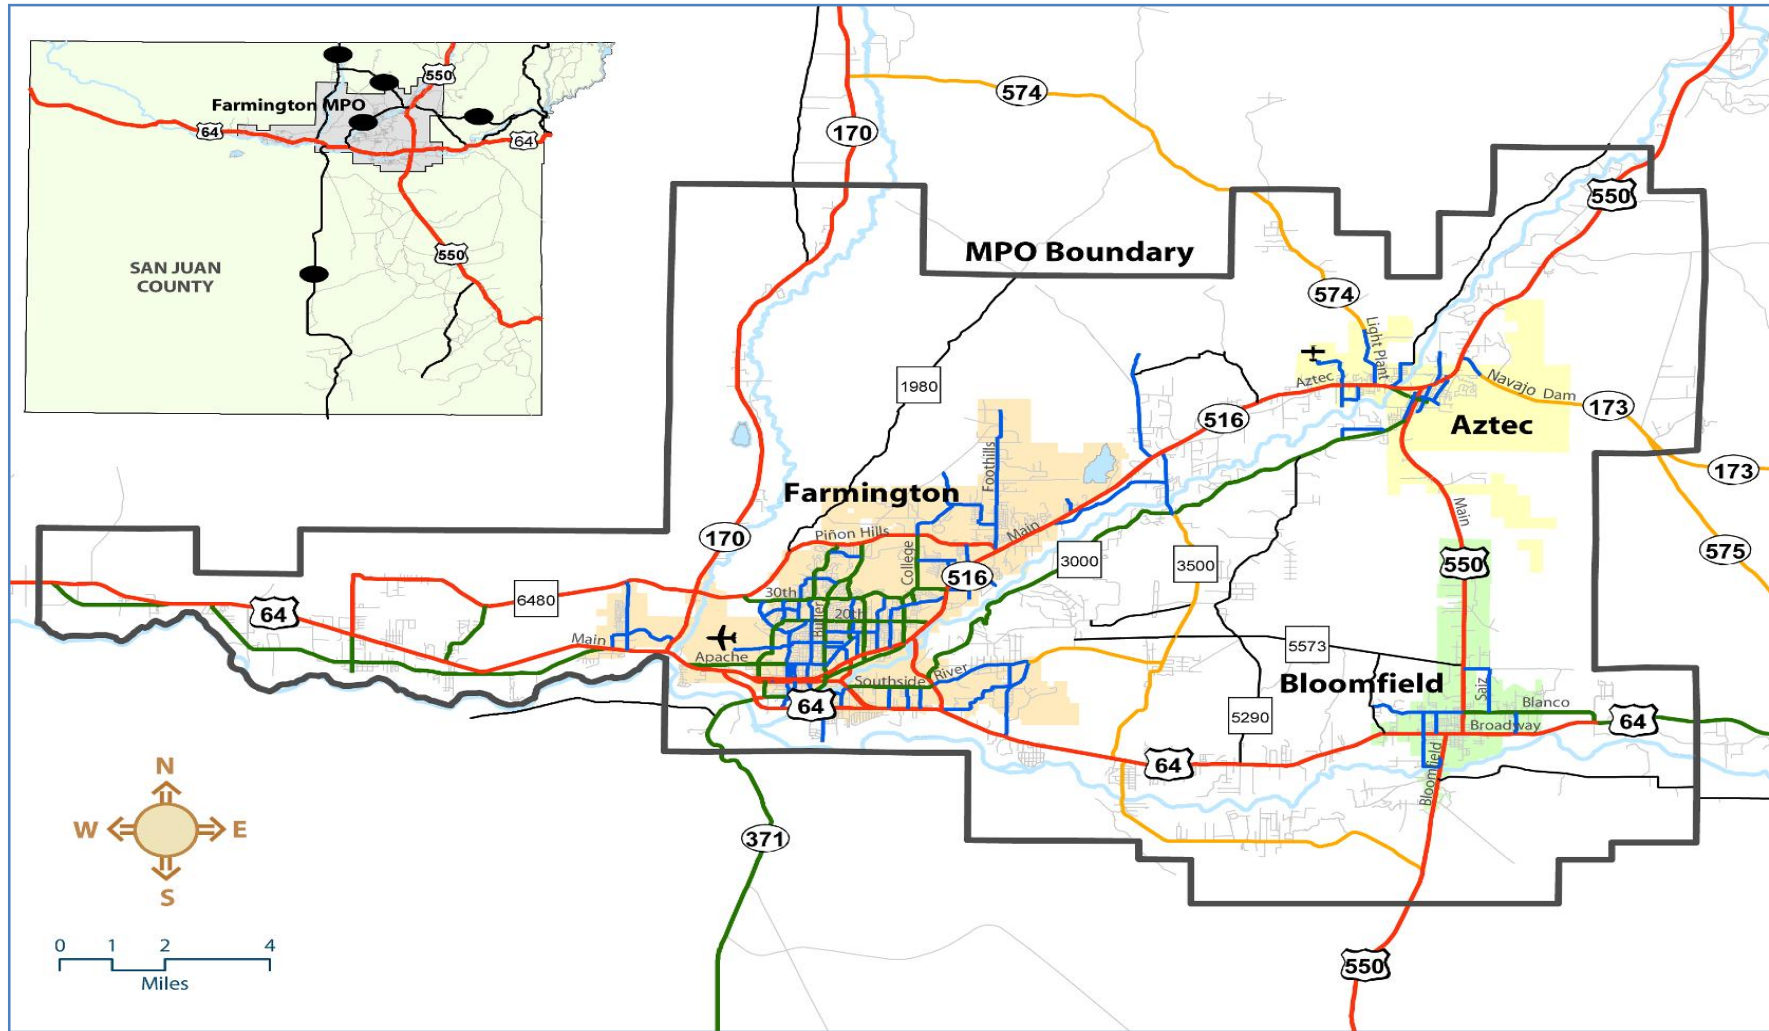 550
Farmington MPO
64
64
550
SAN JUAN
COUNTY
574
170
550
MPO Boundary
574
Light Plant
1980
Aztec
Navajo Dam
173
516
Aztec
173
Foothills
Farmington
Main
Main
170
Piñon Hills
College
516
3000
3500
550
575
6480
64
30th
20th
Butler
Main
Apache
5573
Southside
River
Bloomfield
Saiz
64
5290
Blanco
Broadway
64
64
Bloomfield
N
W
E
S
371
0 1 2 4
Miles
550